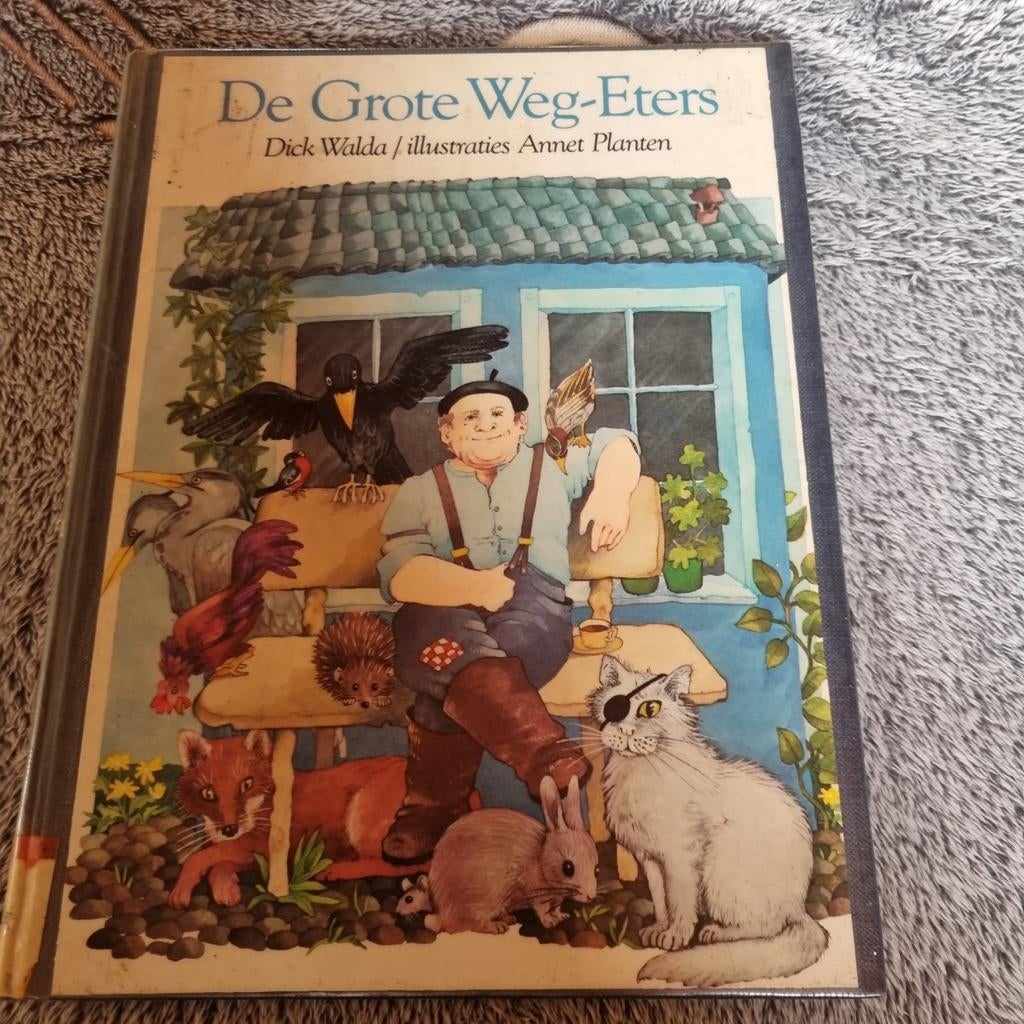 De Grote Weg-Eters
Dick Walda / illustraties Annet Planten